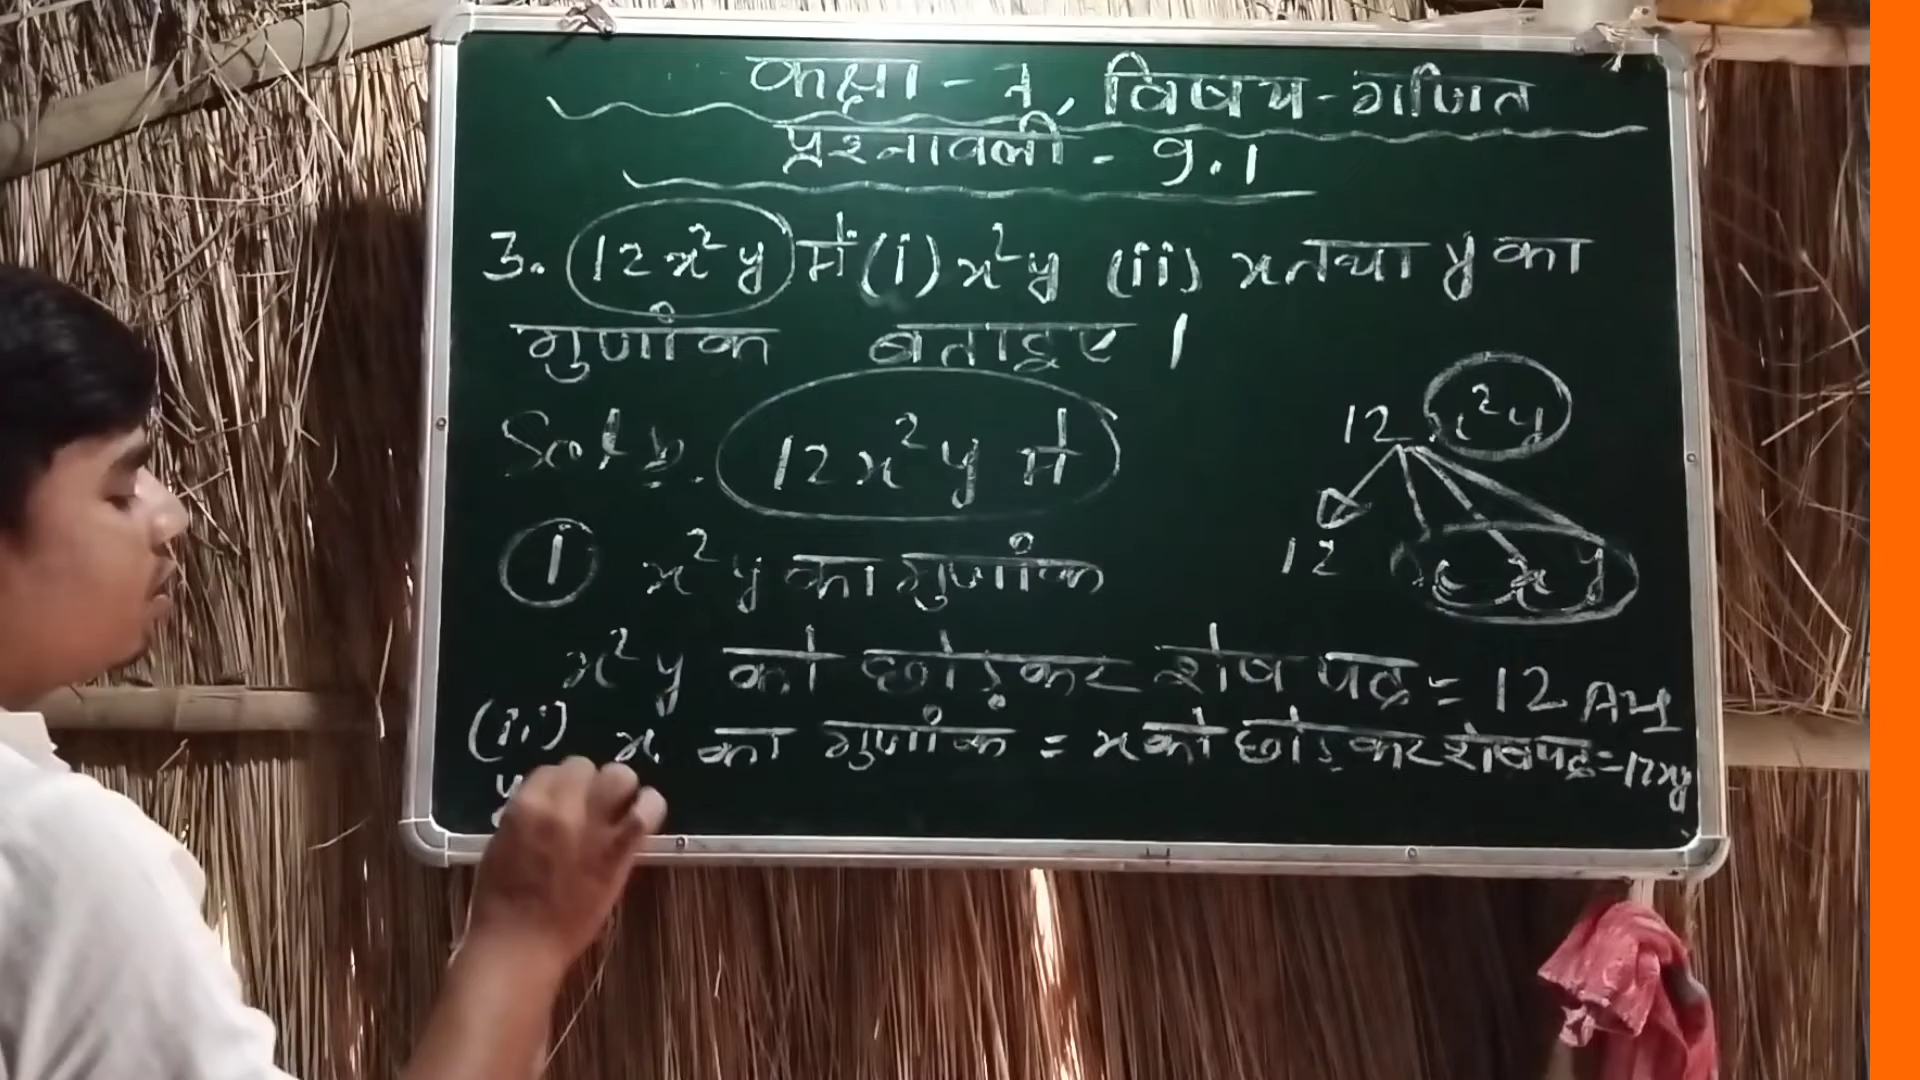 कक्षा - 7, विषय - गणित
प्रश्नावली - 9.1
3. 12x²y में (i) x²y (ii) x तथा y का
गुणांक बताइए।
Soln. 12x²y में
12 x²y
12 x x y
(i) x²y का गुणांक
x²y को छोड़कर शेष पद = 12 Ans
(ii) x का गुणांक = x को छोड़कर शेष पद = 12xy
y